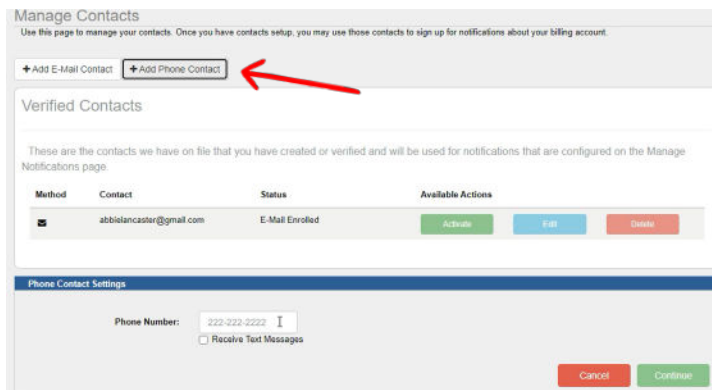 Manage Contacts
Use this page to manage your contacts. Once you have contacts setup, you may use those contacts to sign up for notifications about your billing account.
+ Add E-Mail Contact + Add Phone Contact
Verified Contacts
These are the contacts we have on file that you have created or verified and will be used for notifications that are configured on the Manage
Notifications page.
Method Contact Status Available Actions
abbielancaster@gmail.com E-Mail Enrolled Activate Edit Delete
Phone Contact Settings
Phone Number: 222-222-2222
Receive Text Messages
Cancel Continue